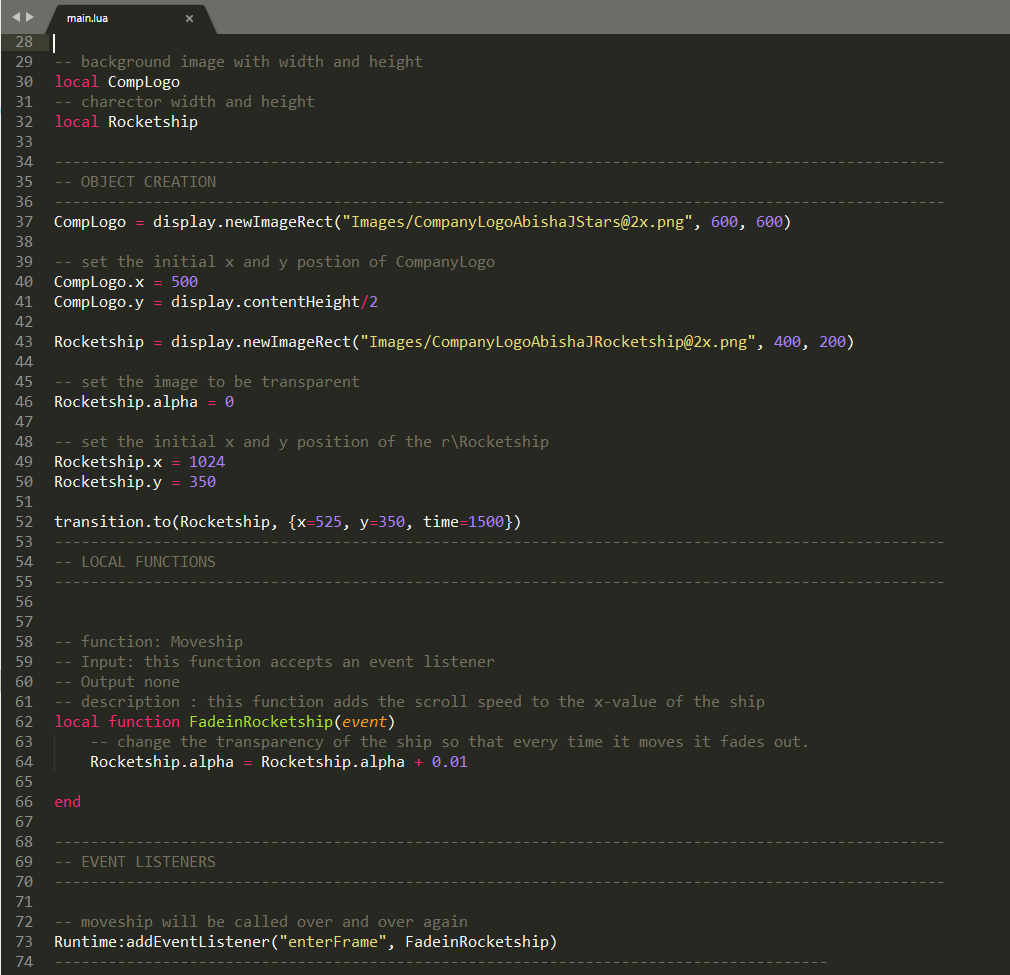 main.lua ×
28
29 -- background image with width and height
30 local CompLogo
31 -- charector width and height
32 local Rocketship
33
34 ---------------------------------------------------------------------------------------------------
35 -- OBJECT CREATION
36 ---------------------------------------------------------------------------------------------------
37 CompLogo = display.newImageRect("Images/CompanyLogoAbishaJStars@2x.png", 600, 600)
38
39 -- set the initial x and y postion of CompanyLogo
40 CompLogo.x = 500
41 CompLogo.y = display.contentHeight/2
42
43 Rocketship = display.newImageRect("Images/CompanyLogoAbishaJRocketship@2x.png", 400, 200)
44
45 -- set the image to be transparent
46 Rocketship.alpha = 0
47
48 -- set the initial x and y position of the r\Rocketship
49 Rocketship.x = 1024
50 Rocketship.y = 350
51
52 transition.to(Rocketship, {x=525, y=350, time=1500})
53 ---------------------------------------------------------------------------------------------------
54 -- LOCAL FUNCTIONS
55 ---------------------------------------------------------------------------------------------------
56
57
58 -- function: Moveship
59 -- Input: this function accepts an event listener
60 -- Output none
61 -- description : this function adds the scroll speed to the x-value of the ship
62 local function FadeinRocketship(event)
63     -- change the transparency of the ship so that every time it moves it fades out.
64     Rocketship.alpha = Rocketship.alpha + 0.01
65
66 end
67
68 ---------------------------------------------------------------------------------------------------
69 -- EVENT LISTENERS
70 ---------------------------------------------------------------------------------------------------
71
72 -- moveship will be called over and over again
73 Runtime:addEventListener("enterFrame", FadeinRocketship)
74 --------------------------------------------------------------------------------------